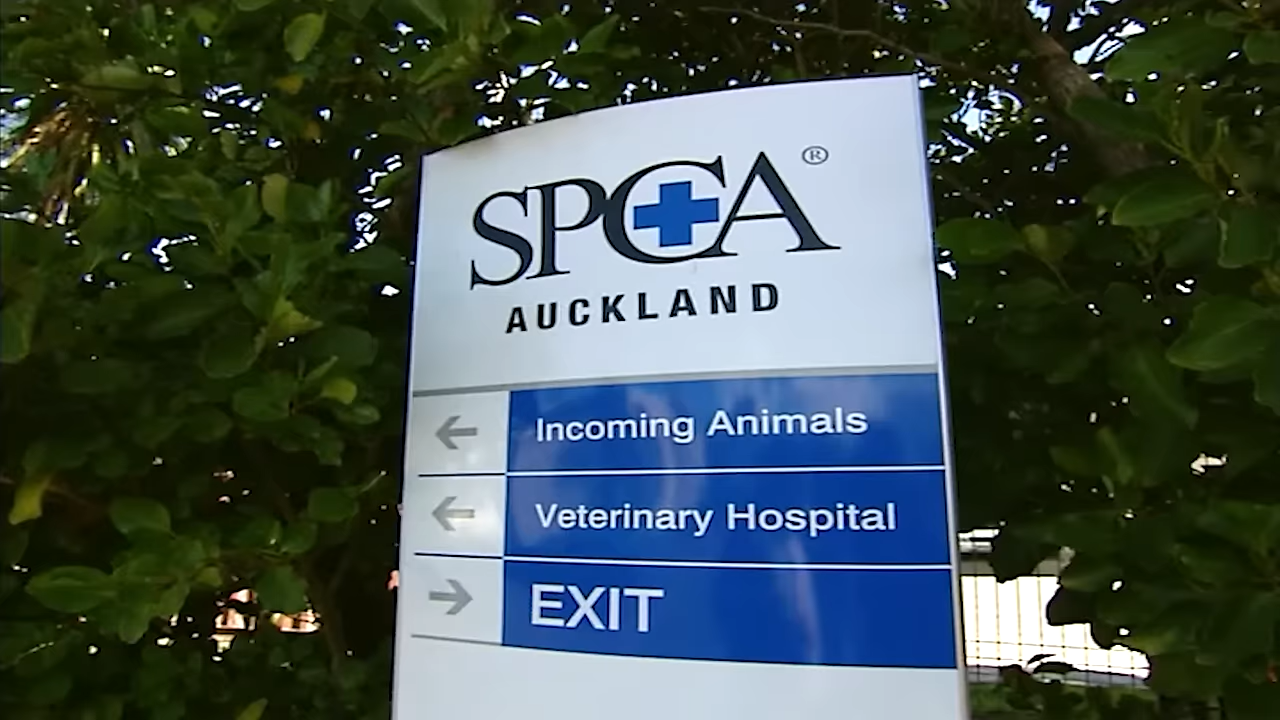 SPCA®
AUCKLAND
← Incoming Animals
← Veterinary Hospital
→ EXIT